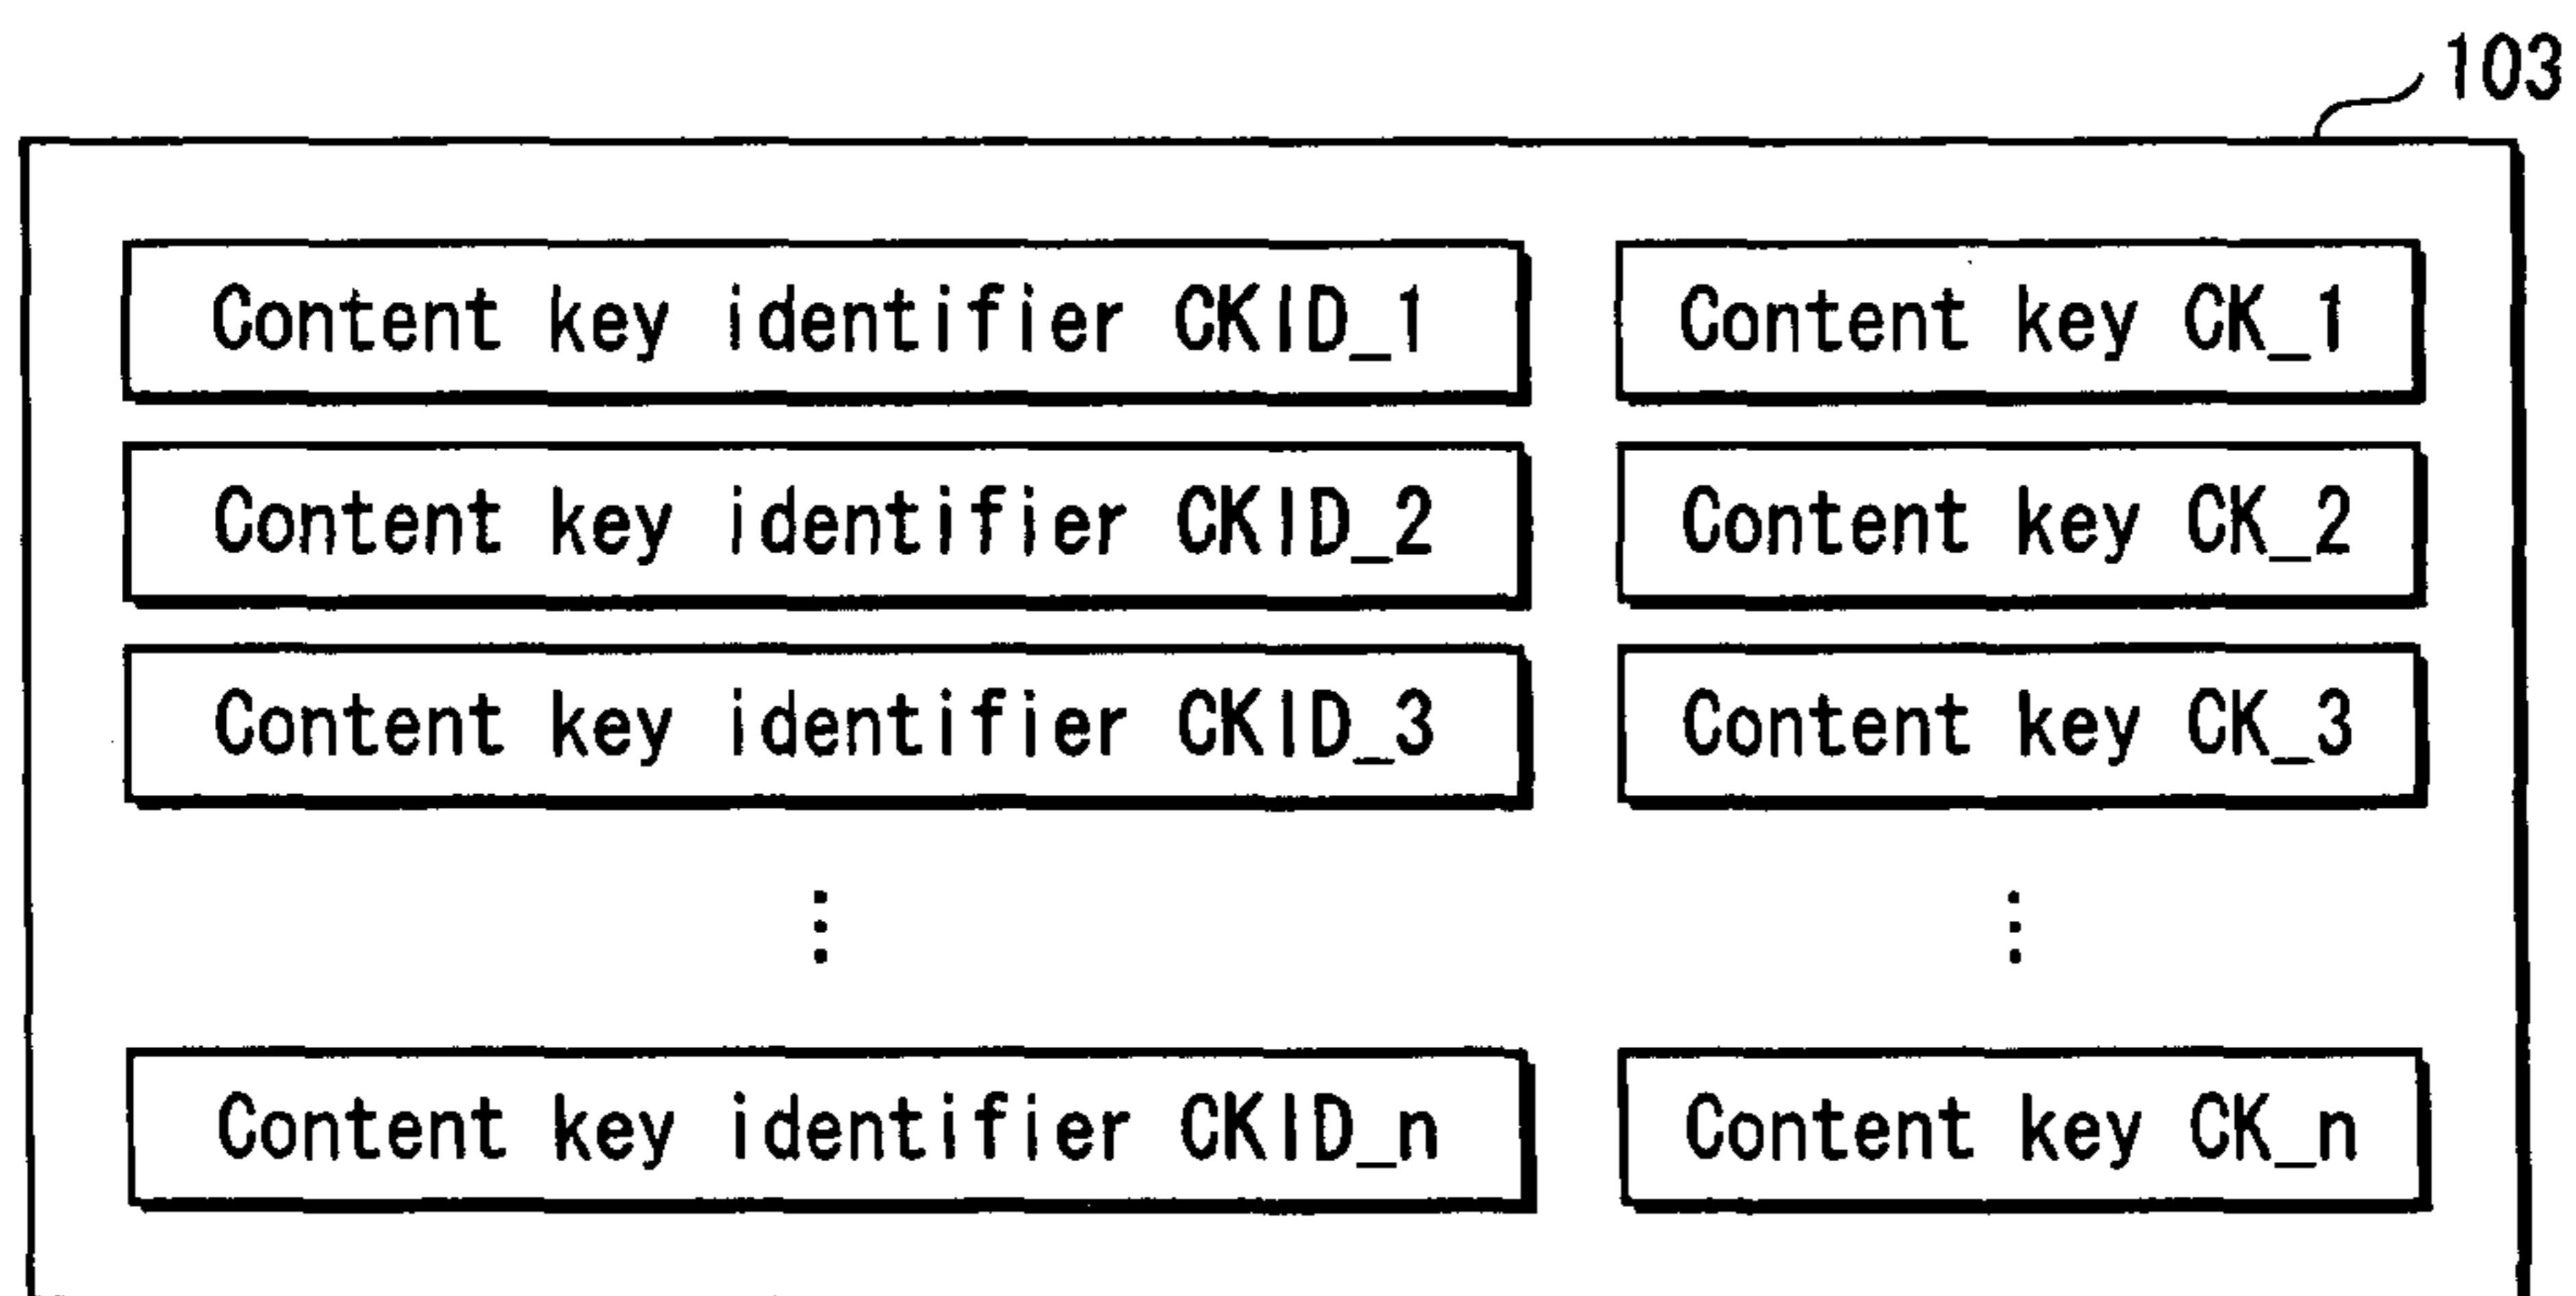 103
Content key identifier CKID_1 Content key CK_1
Content key identifier CKID_2 Content key CK_2
Content key identifier CKID_3 Content key CK_3
Content key identifier CKID_n Content key CK_n